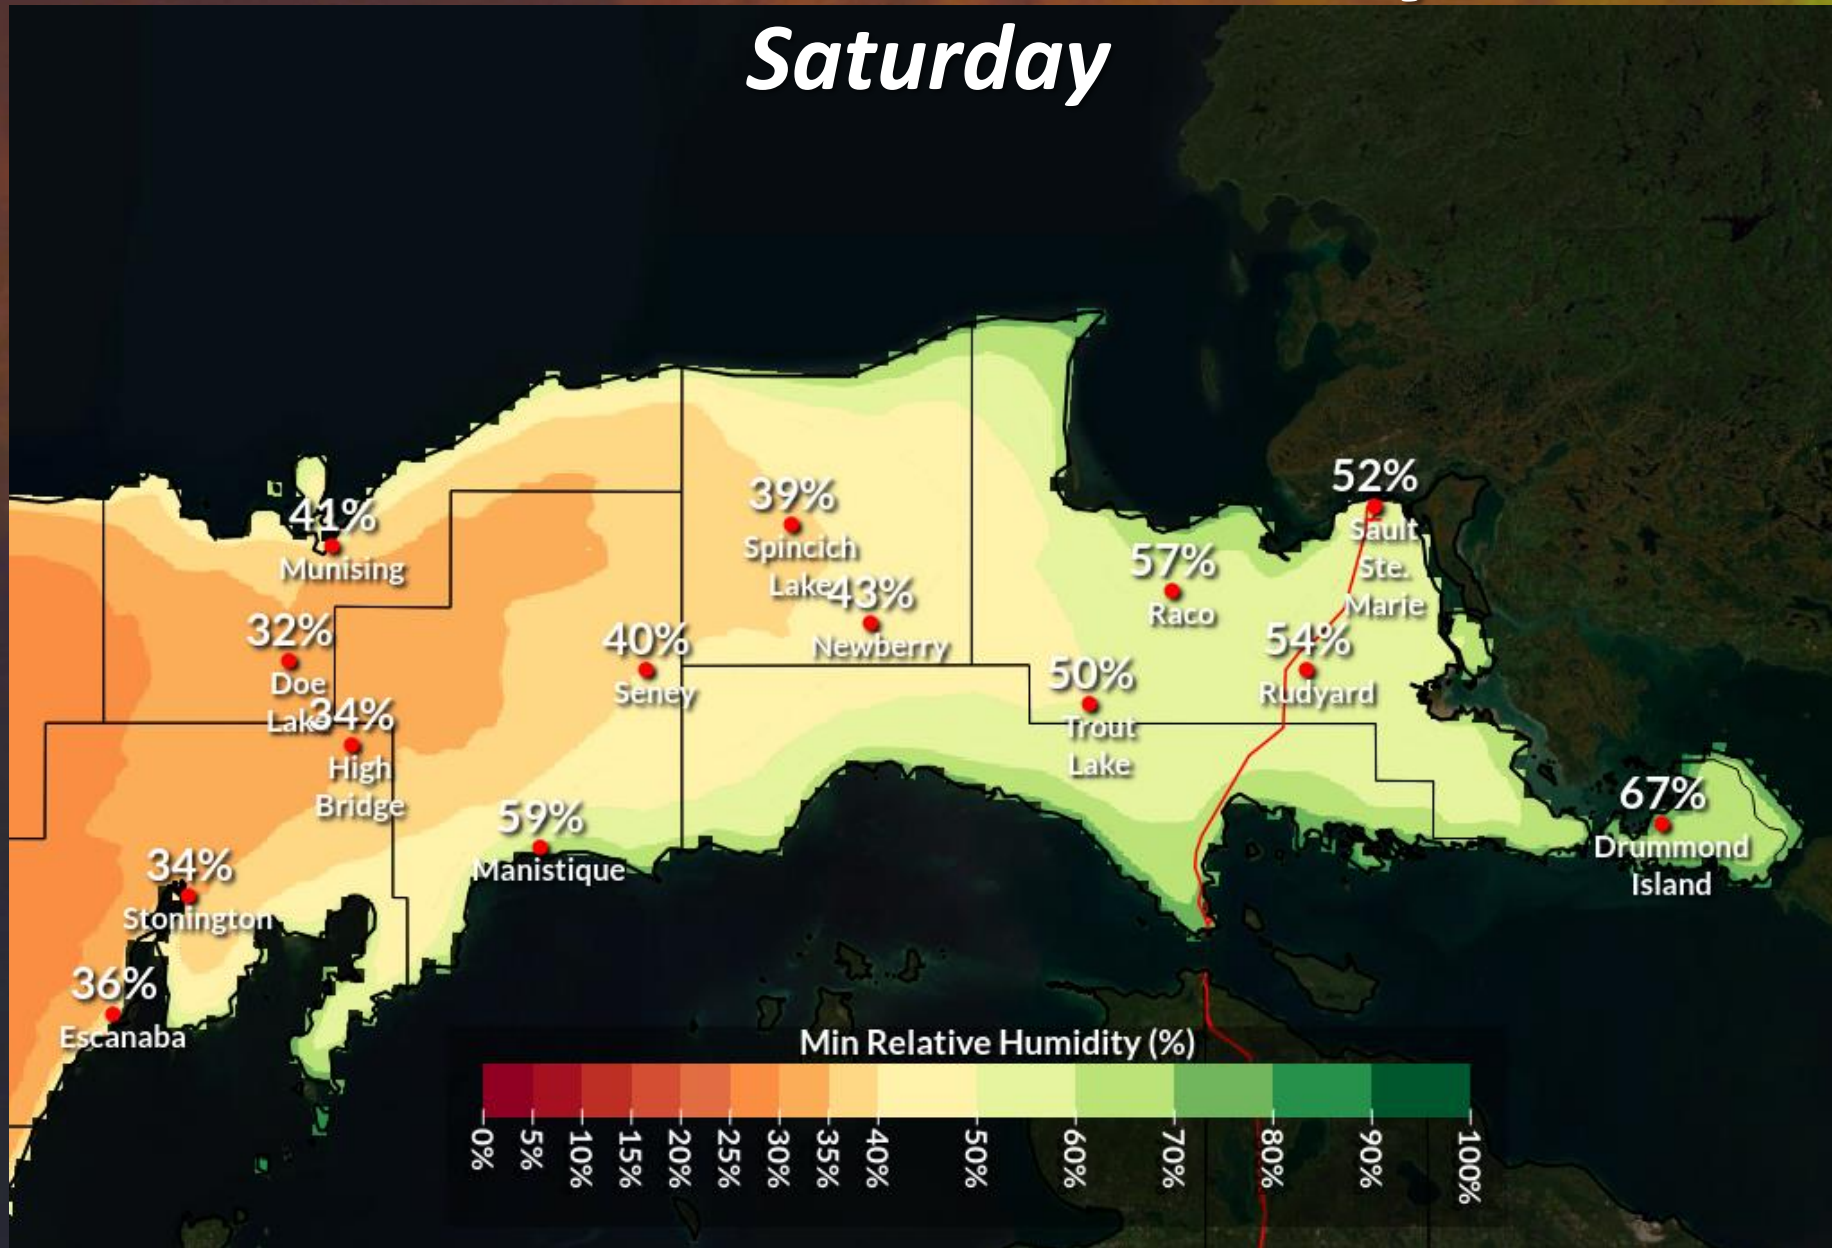 Saturday
52%
Sault
Ste.
Marie
39%
Spincich
Lake
41%
Munising
57%
Raco
43%
Newberry
32%
Doe
Lake
40%
Seney
54%
Rudyard
50%
Trout
Lake
34%
High
Bridge
59%
Manistique
67%
Drummond
Island
34%
Stonington
36%
Escanaba
Min Relative Humidity (%)
0%
5%
10%
15%
20%
25%
30%
35%
40%
50%
60%
70%
80%
90%
100%